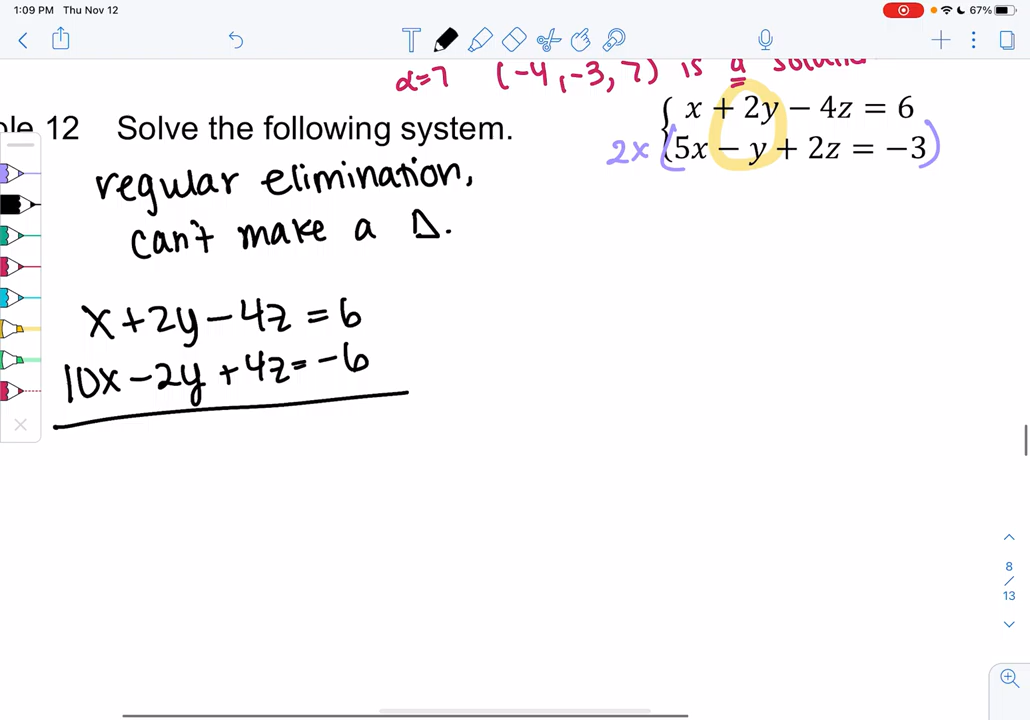 1:09 PM Thu Nov 12
67%
α=7 (-4,-3,7) is a
{ x + 2y − 4z = 6
2x (5x − y + 2z = −3)
12 Solve the following system.
regular elimination,
can't make a Δ.
x+2y-4z=6
10x-2y+4z=-6
8
/
13